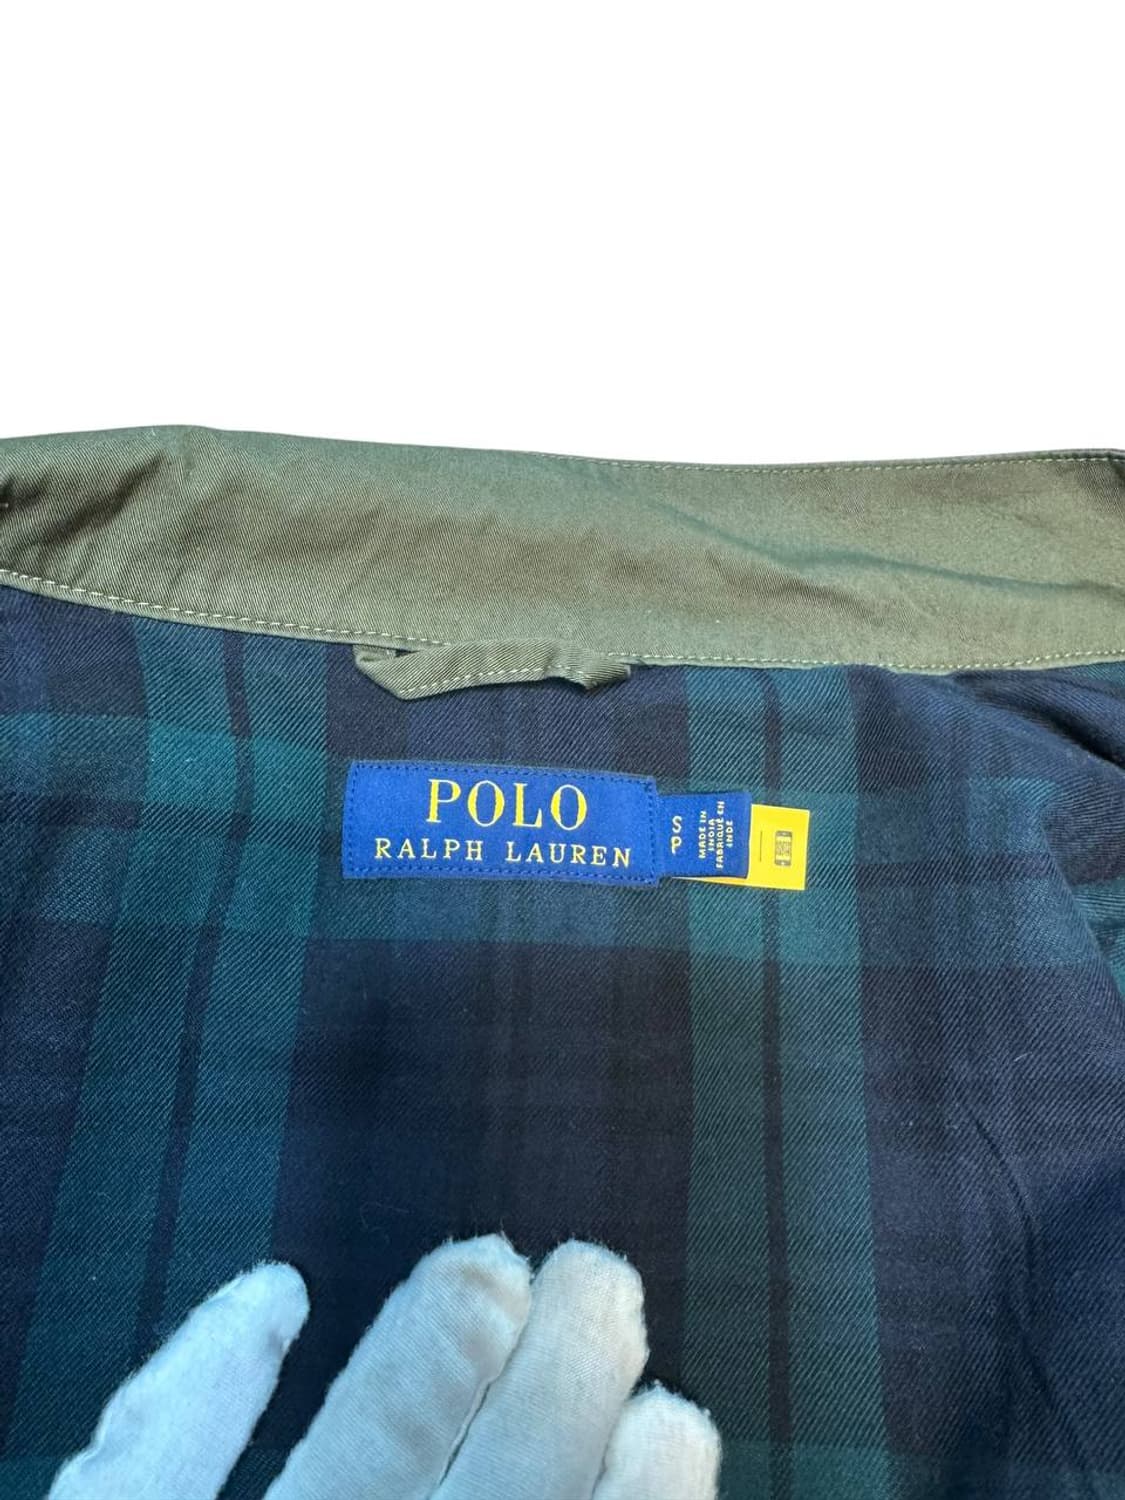 POLO
RALPH LAUREN
S
P
MADE IN
INDIA
FABRIQUÉ EN
INDE